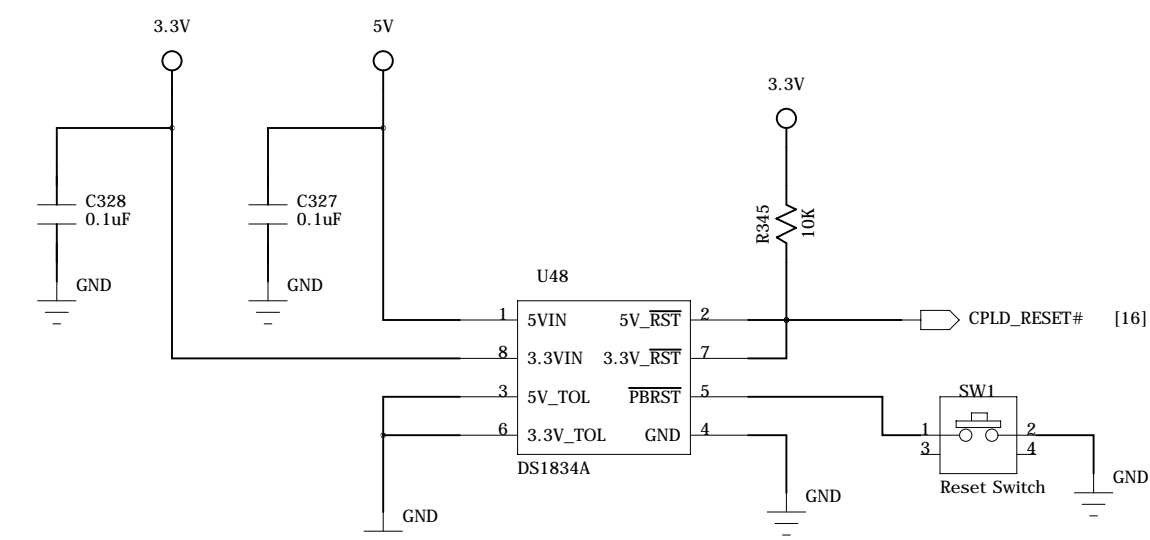 3.3V
5V
3.3V
C328
0.1uF
C327
0.1uF
R345
10K
GND
GND
U48
1 5VIN 5V_RST 2
CPLD_RESET# [16]
8 3.3VIN 3.3V_RST 7
3 5V_TOL PBRST 5
SW1
6 3.3V_TOL GND 4
1 2
3 4
DS1834A
Reset Switch
GND
GND
GND